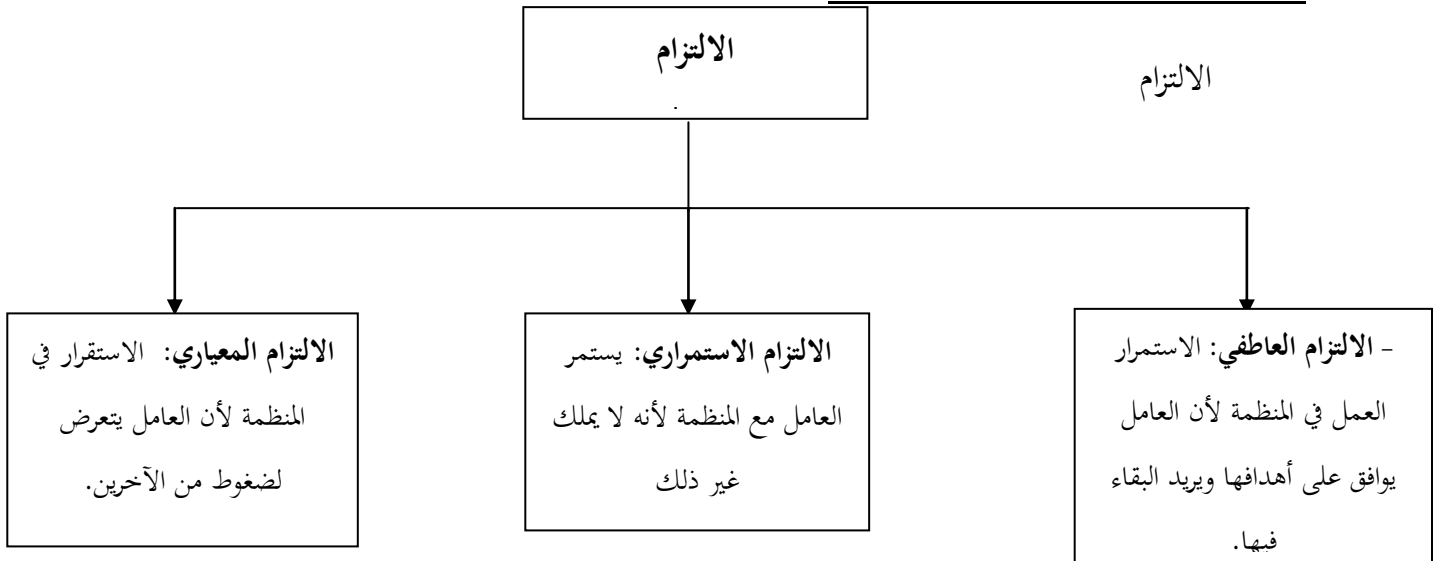 الالتزام
.
الالتزام
- الالتزام العاطفي: الاستمرار
العمل في المنظمة لأن العامل
يوافق على أهدافها ويريد البقاء
فيها.
الالتزام الاستمراري: يستمر
العامل مع المنظمة لأنه لا يملك
غير ذلك
الالتزام المعياري: الاستقرار في
المنظمة لأن العامل يتعرض
لضغوط من الآخرين.